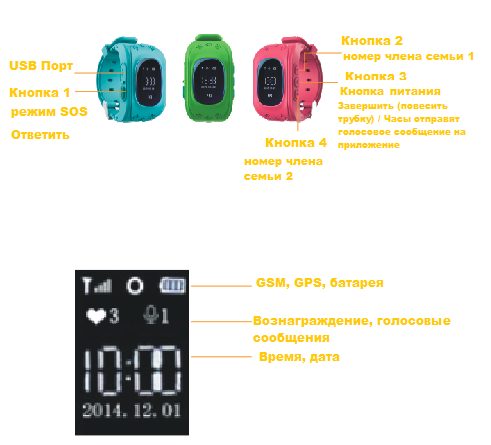 USB Порт
Кнопка 1
режим SOS
Ответить
Кнопка 2
номер члена семьи 1
Кнопка 3
Кнопка питания
Завершить (повесить
трубку) / Часы отправят
голосовое сообщение на
приложение
Кнопка 4
номер члена
семьи 2
GSM, GPS, батарея
3
1
10:00
2014.12.01
Вознаграждение, голосовые
сообщения
Время, дата